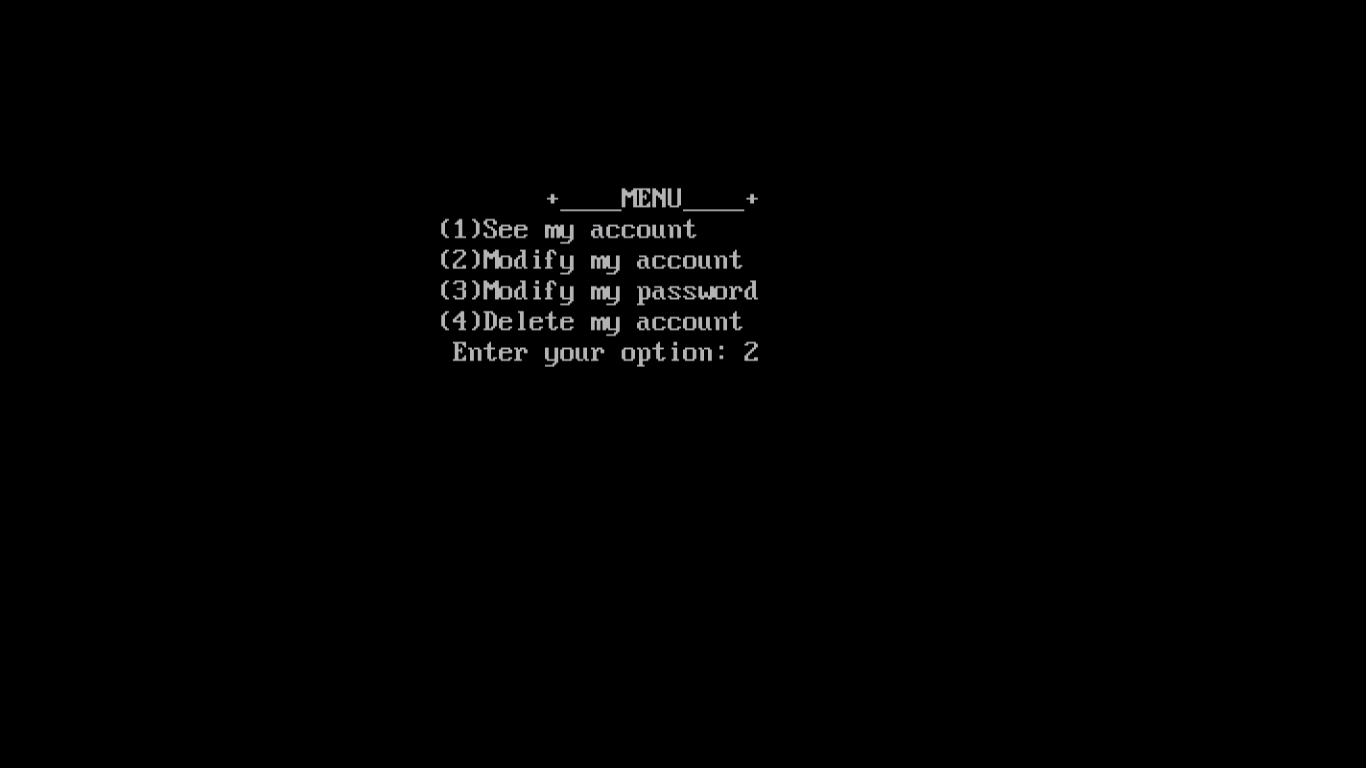 +____MENU____+
(1)See my account
(2)Modify my account
(3)Modify my password
(4)Delete my account
Enter your option: 2